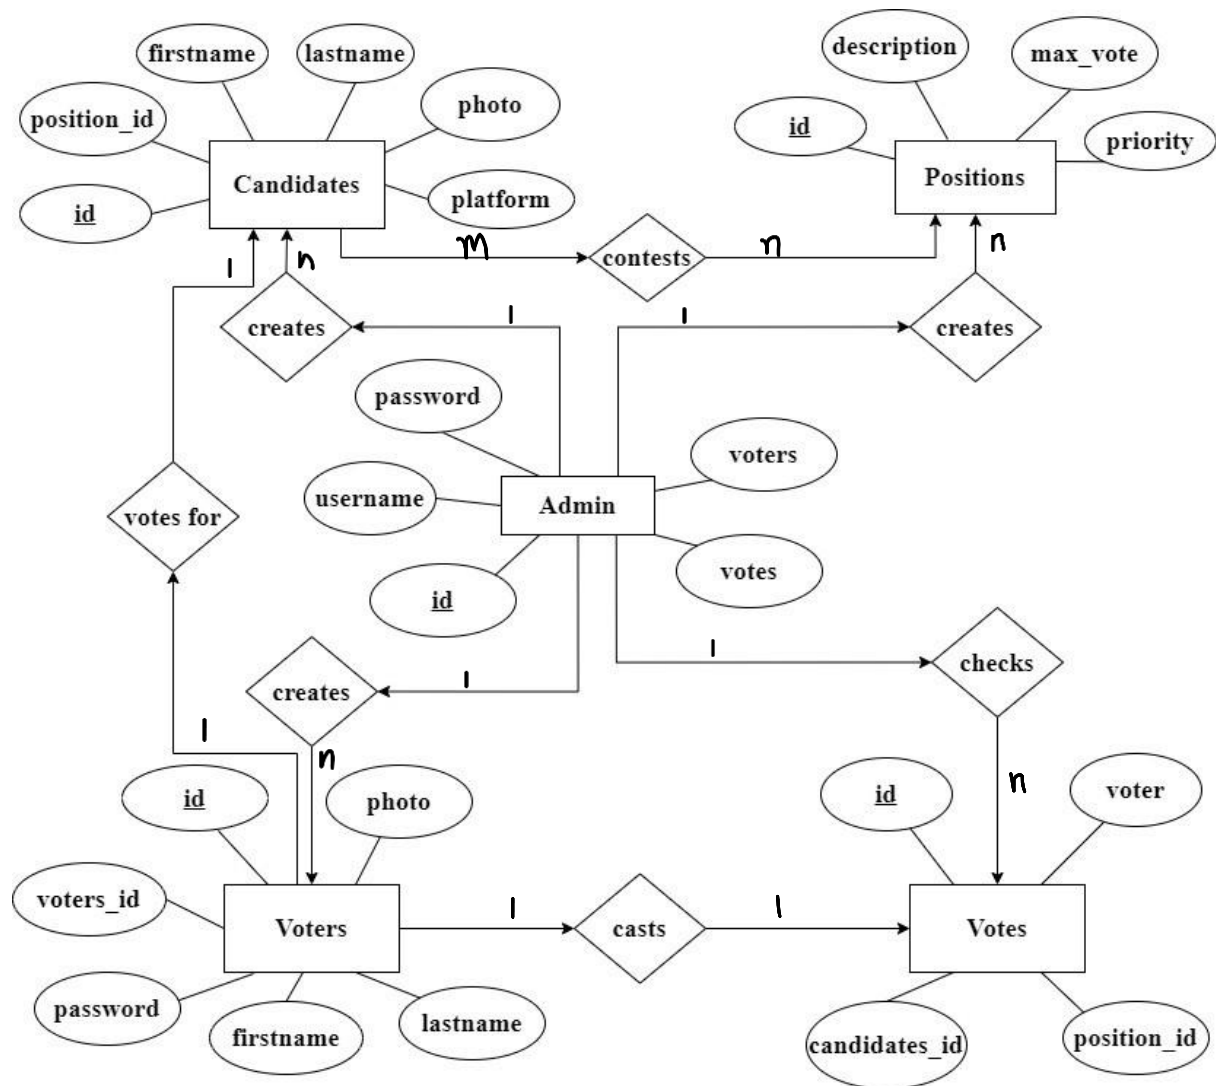 firstname
lastname
position_id
photo
id
Candidates
platform
description
max_vote
id
priority
Positions
m
contests
n
1
n
creates
1
1
n
creates
password
voters
username
Admin
votes for
id
votes
creates
1
1
checks
1
n
n
id
photo
id
voter
voters_id
Voters
1
casts
1
Votes
password
firstname
lastname
candidates_id
position_id